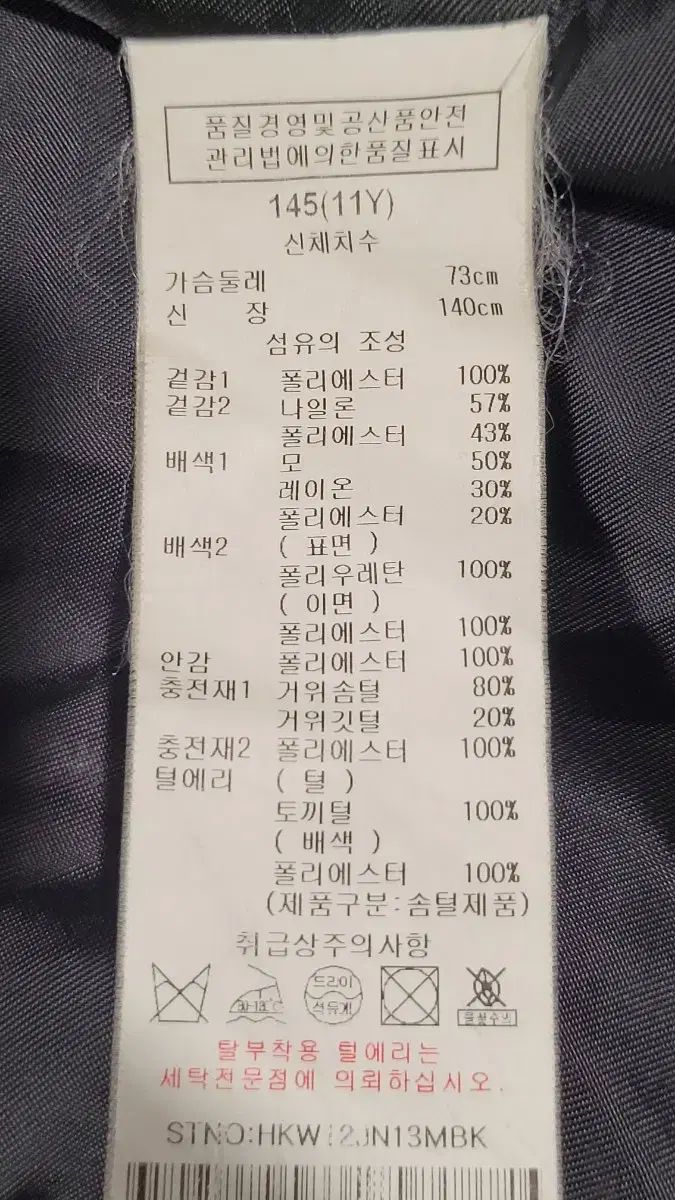 품질경영및공산품안전
관리법에의한품질표시
145(11Y)
신체치수
가슴둘레 73cm
신 장 140cm
섬유의 조성
겉감1 폴리에스터 100%
겉감2 나일론 57%
폴리에스터 43%
배색1 모 50%
레이온 30%
폴리에스터 20%
배색2 ( 표면 )
폴리우레탄 100%
( 이면 )
폴리에스터 100%
안감 폴리에스터 100%
충전재1 거위솜털 80%
거위깃털 20%
충전재2 폴리에스터 100%
털에리 ( 털 )
토끼털 100%
( 배색 )
폴리에스터 100%
(제품구분:솜털제품)
취급상주의사항
드라이
석유계
탈부착용 털에리는
세탁전문점에 의뢰하십시오.
STNO:HKW12JN13MBK